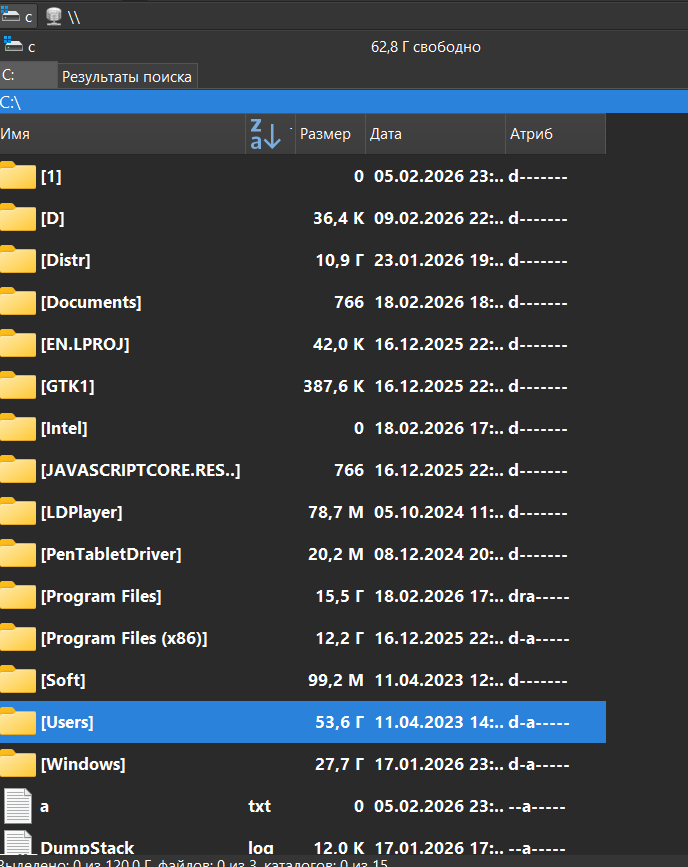 c \\
c 62,8 Г свободно
C: Результаты поиска
C:\
Имя Размер Дата Атриб
[1] 0 05.02.2026 23:.. d-------
[D] 36,4 K 09.02.2026 22:.. d-------
[Distr] 10,9 Г 23.01.2026 19:.. d-------
[Documents] 766 18.02.2026 18:.. d-------
[EN.LPROJ] 42,0 K 16.12.2025 22:.. d-------
[GTK1] 387,6 K 16.12.2025 22:.. d-------
[Intel] 0 18.02.2026 17:.. d-------
[JAVASCRIPTCORE.RES..] 766 16.12.2025 22:.. d-------
[LDPlayer] 78,7 M 05.10.2024 11:.. d-------
[PenTabletDriver] 20,2 M 08.12.2024 20:.. d-------
[Program Files] 15,5 Г 18.02.2026 17:.. dra-----
[Program Files (x86)] 12,2 Г 16.12.2025 22:.. d-a-----
[Soft] 99,2 M 11.04.2023 12:.. d-------
[Users] 53,6 Г 11.04.2023 14:.. d-a-----
[Windows] 27,7 Г 17.01.2026 23:.. d-a-----
a txt 0 05.02.2026 23:.. --a-----
DumpStack log 12,0 K 17.01.2026 17:.. --a-----
Выделено: 0 из 120,0 Г, файлов: 0 из 3, каталогов: 0 из 15